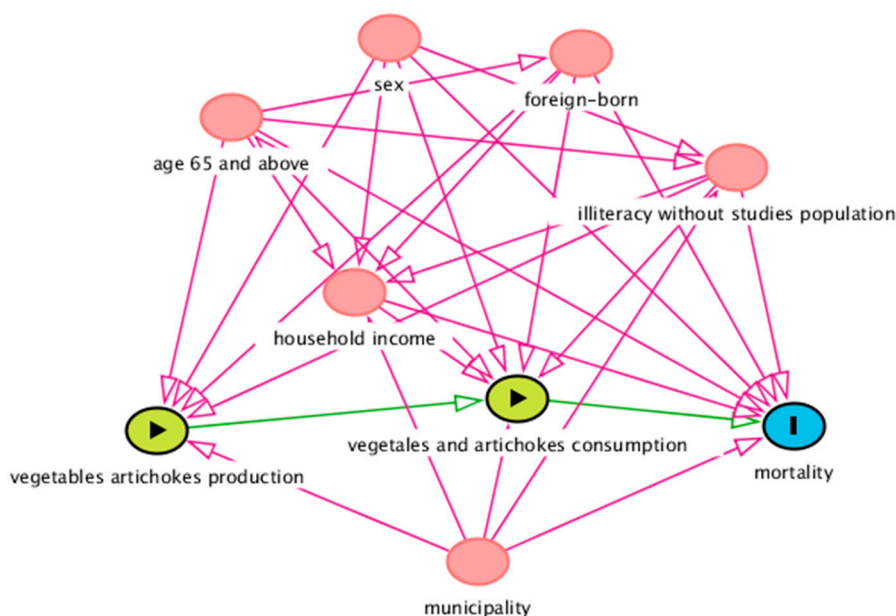 sex
foreign-born
age 65 and above
illiteracy without studies population
household income
vegetales and artichokes consumption
vegetables artichokes production
mortality
municipality